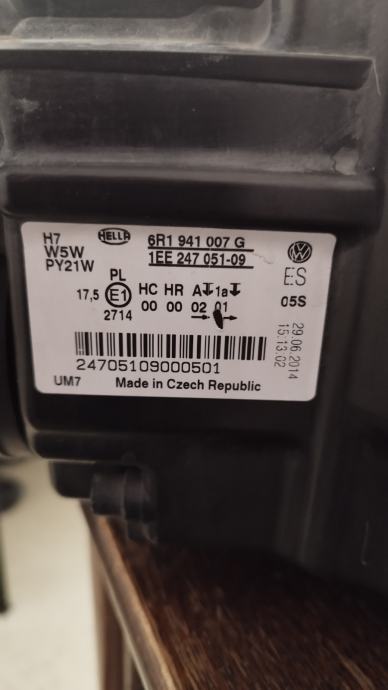 H7
W5W
PY21W
HELLA
6R1 941 007 G
1EE 247 051-09
ES
05S
PL
17,5 E1 HC HR A 1a
2714 00 00 02 01
24705109000501
UM7 Made in Czech Republic
29.06.2014
15:13.02